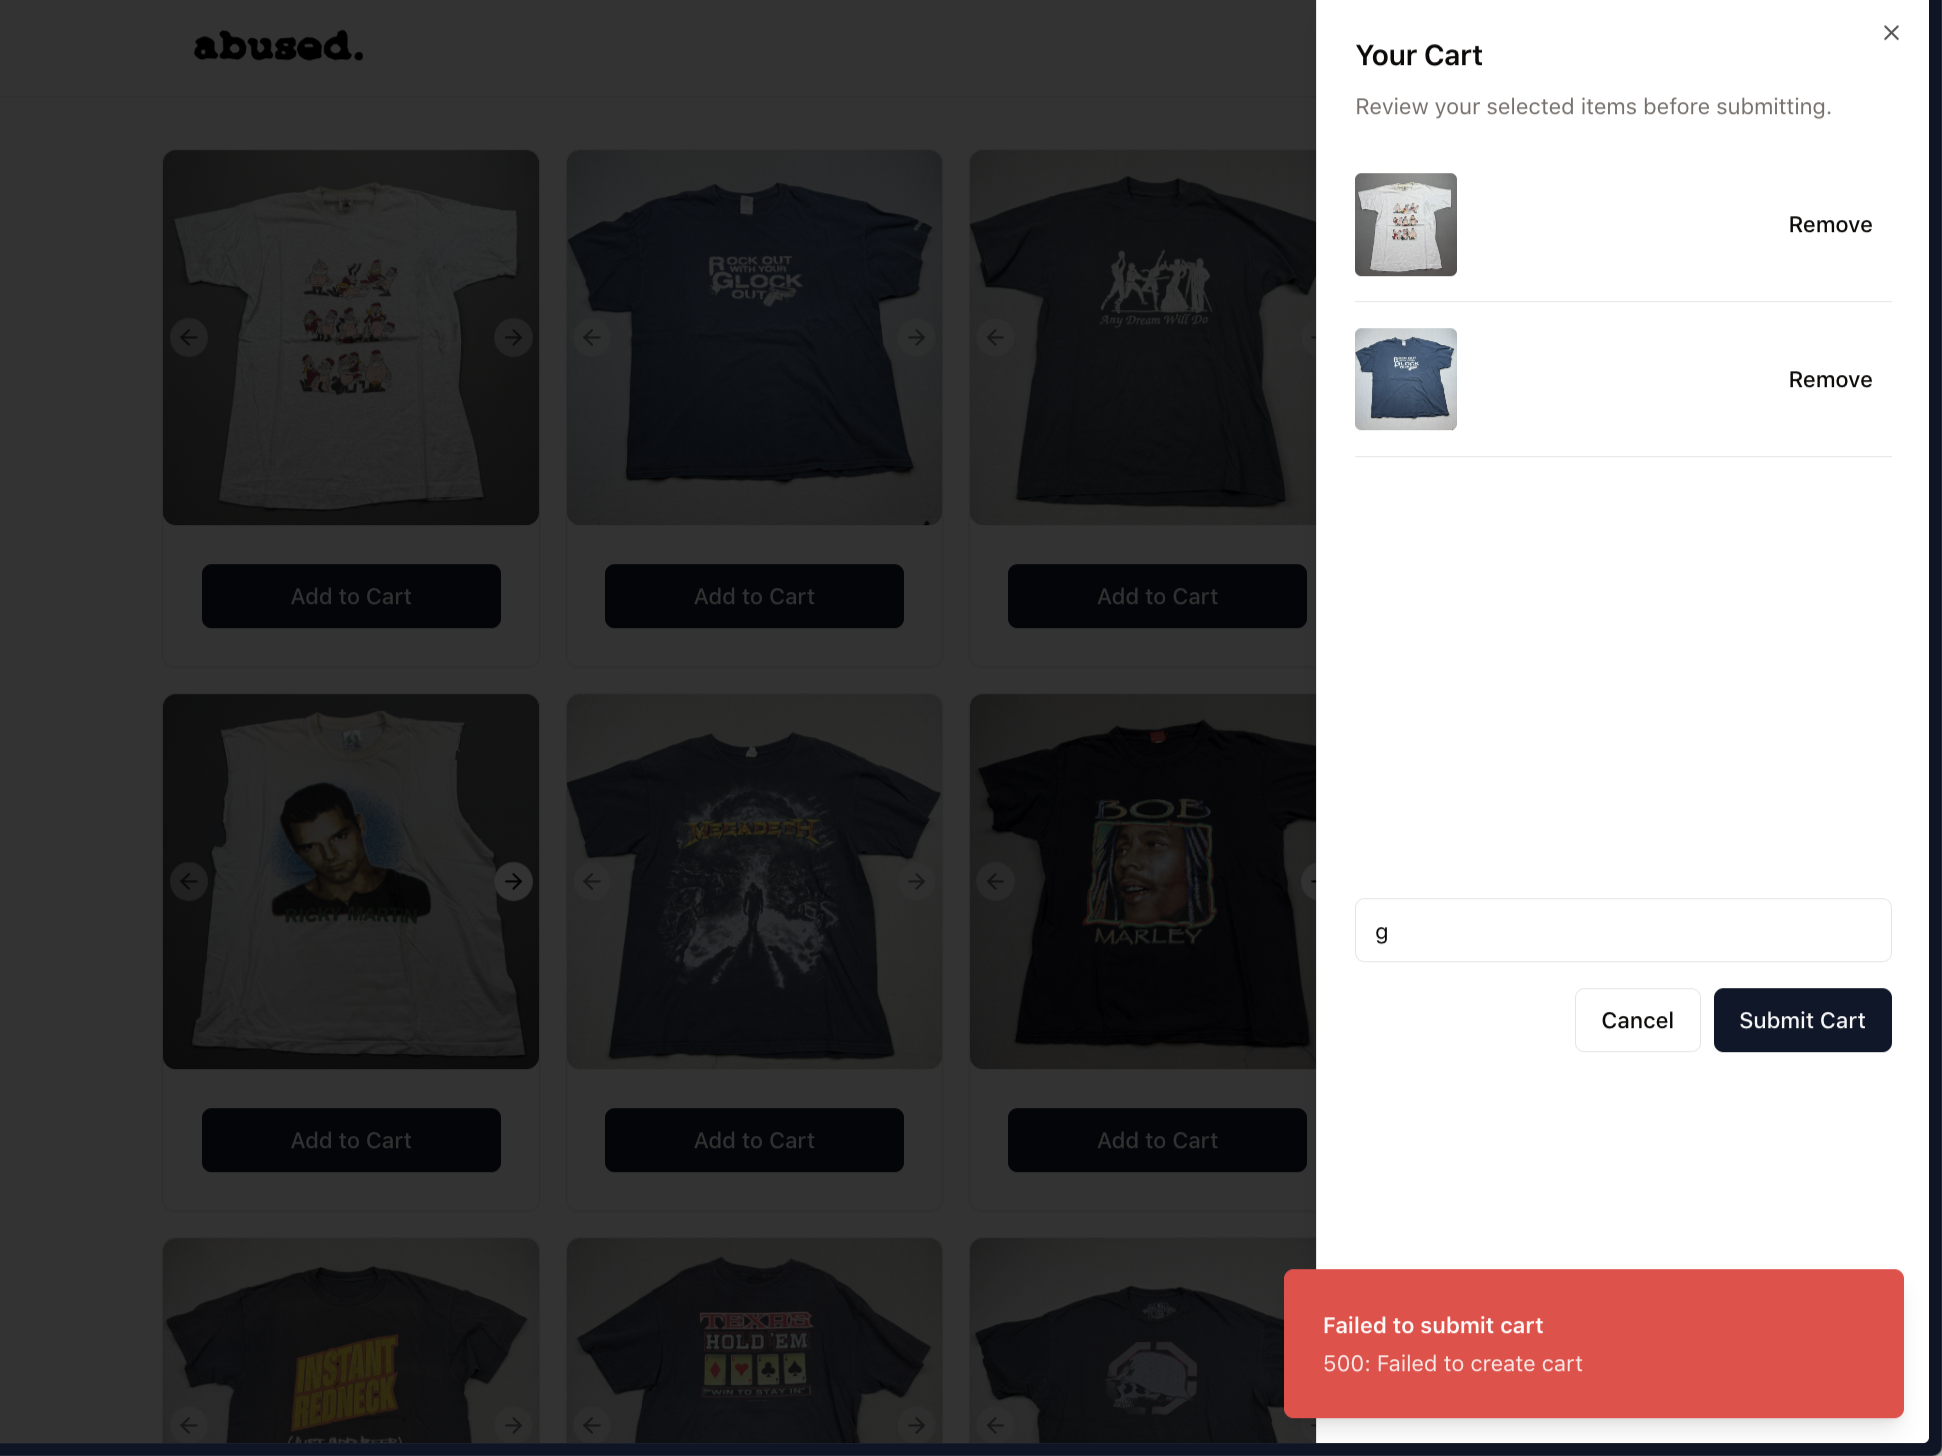 abused.
Your Cart
Review your selected items before submitting.
Remove
Remove
ROCK OUT
WITH YOUR
GLOCK
OUT
Any Dream Will Do
Add to Cart
Add to Cart
Add to Cart
RICKY MARTIN
MEGADETH
BOB
MARLEY
g
Cancel
Submit Cart
Add to Cart
Add to Cart
Add to Cart
INSTANT
REDNECK
(JUST ADD BEER)
TEXAS
HOLD 'EM
"WIN TO STAY IN"
Failed to submit cart
500: Failed to create cart